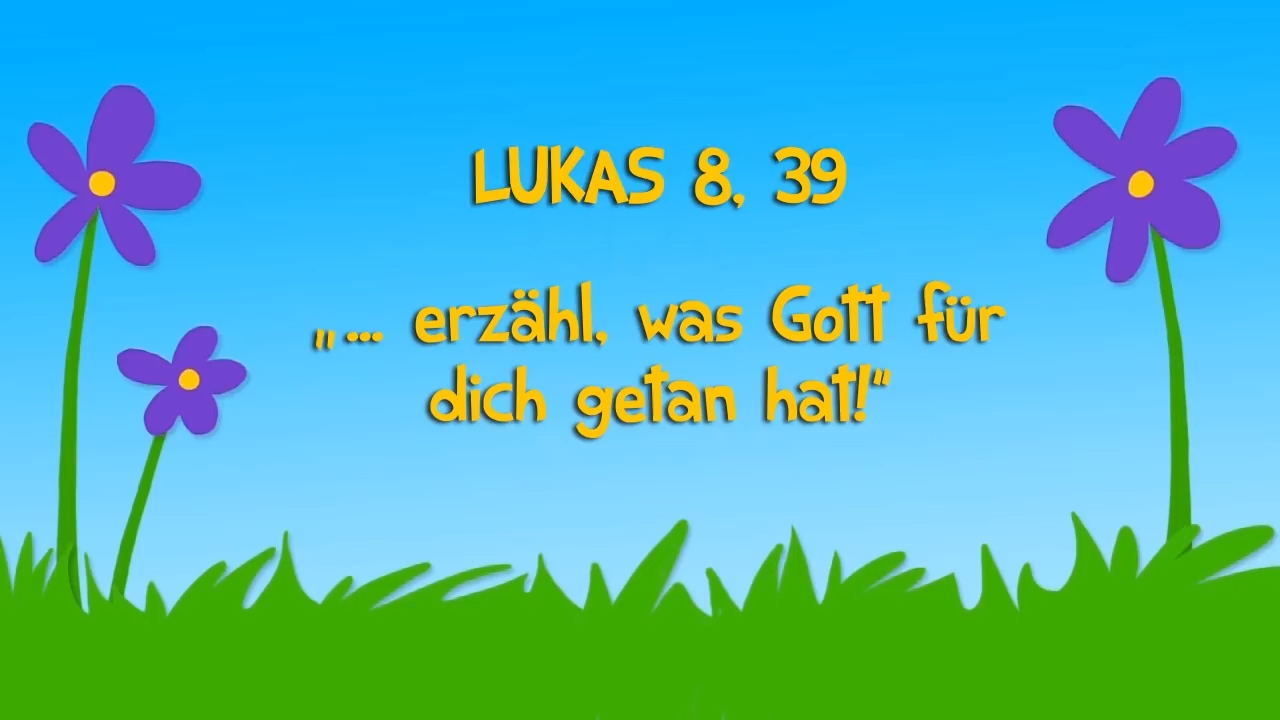 LUKAS 8, 39
„... erzähl, was Gott für
dich getan hat!“